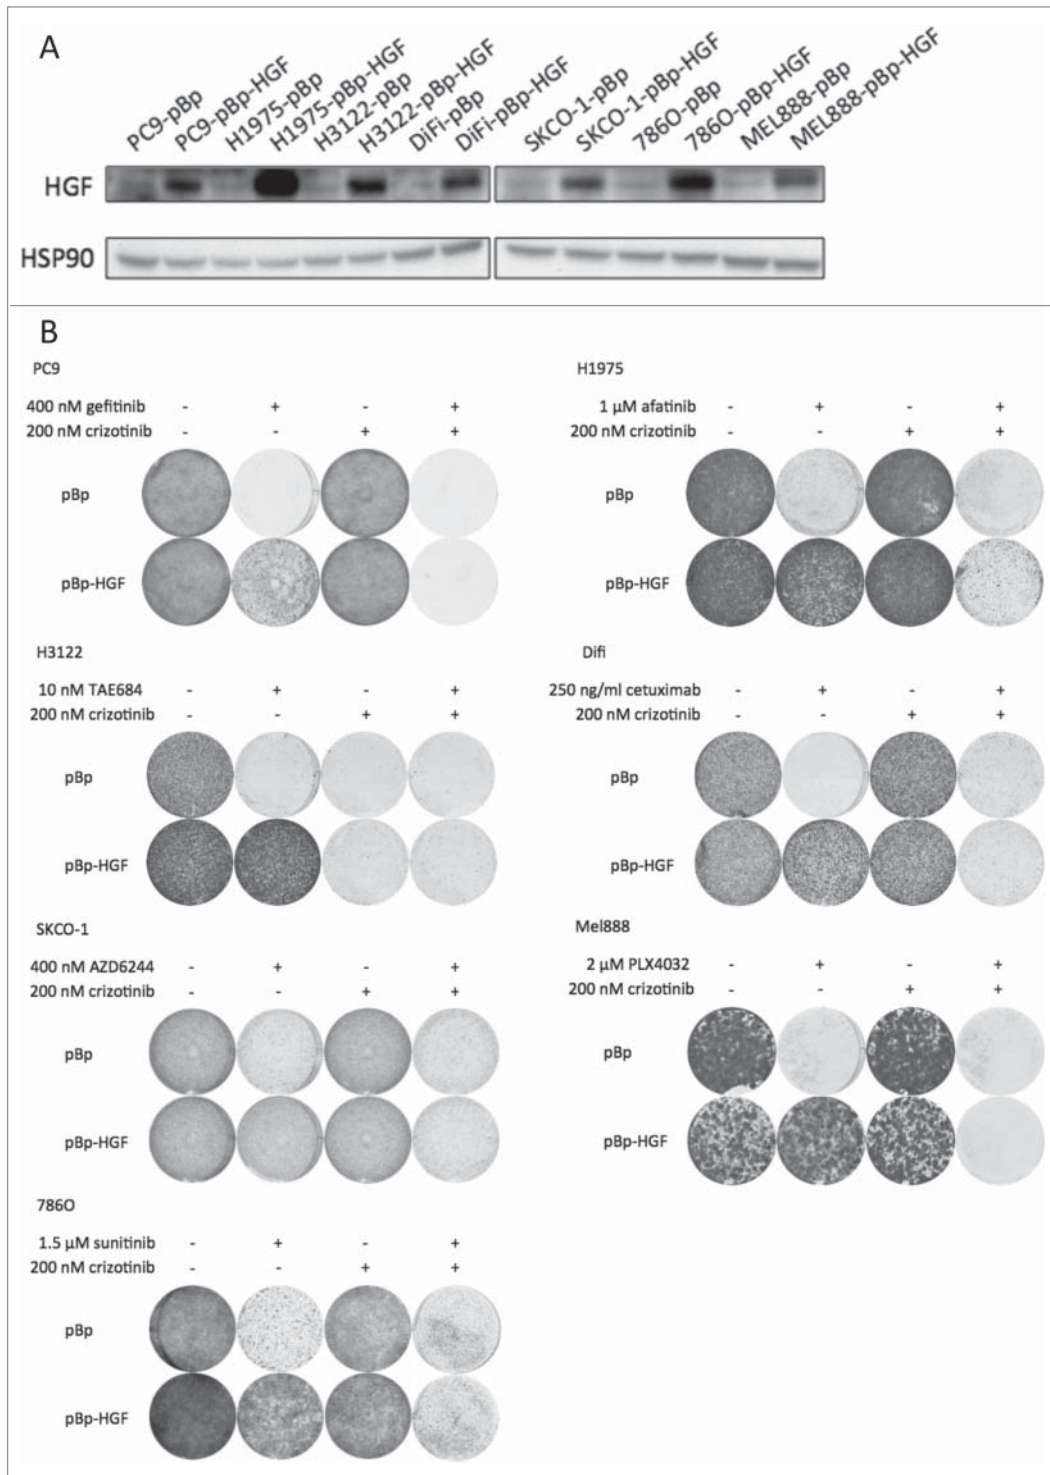 A
PC9-pBp
PC9-pBp-HGF
H1975-pBp
H1975-pBp-HGF
H3122-pBp
H3122-pBp-HGF
DiFi-pBp
DiFi-pBp-HGF
SKCO-1-pBp
SKCO-1-pBp-HGF
786O-pBp
786O-pBp-HGF
MEL888-pBp
MEL888-pBp-HGF
HGF
HSP90
B
PC9
400 nM gefitinib - + - +
200 nM crizotinib - - + +
pBp
pBp-HGF
H1975
1 µM afatinib - + - +
200 nM crizotinib - - + +
pBp
pBp-HGF
H3122
10 nM TAE684 - + - +
200 nM crizotinib - - + +
pBp
pBp-HGF
Difi
250 ng/ml cetuximab - + - +
200 nM crizotinib - - + +
pBp
pBp-HGF
SKCO-1
400 nM AZD6244 - + - +
200 nM crizotinib - - + +
pBp
pBp-HGF
Mel888
2 µM PLX4032 - + - +
200 nM crizotinib - - + +
pBp
pBp-HGF
786O
1.5 µM sunitinib - + - +
200 nM crizotinib - - + +
pBp
pBp-HGF